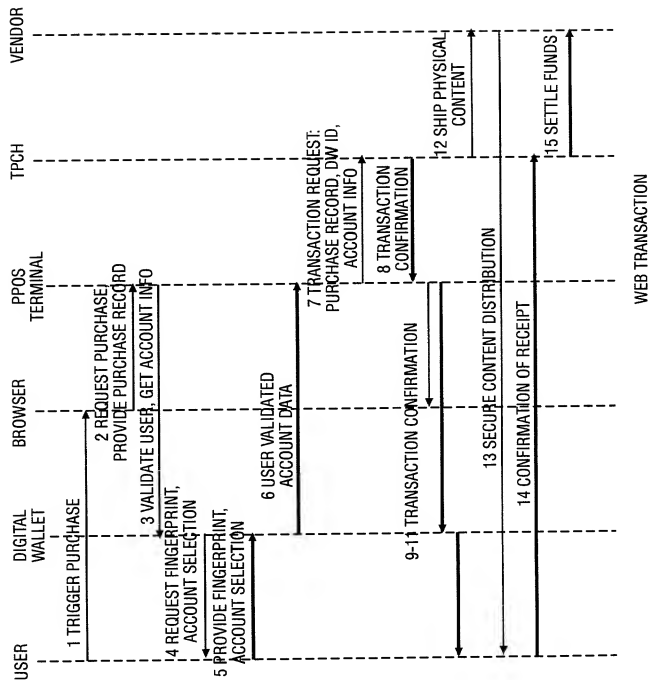 USER
DIGITAL
WALLET
BROWSER
PPOS
TERMINAL
TPCH
VENDOR
1 TRIGGER PURCHASE
2 REQUEST PURCHASE,
PROVIDE PURCHASE RECORD
3 VALIDATE USER, GET ACCOUNT INFO
4 REQUEST FINGERPRINT,
ACCOUNT SELECTION
5 PROVIDE FINGERPRINT,
ACCOUNT SELECTION
6 USER VALIDATED
ACCOUNT DATA
7 TRANSACTION REQUEST:
PURCHASE RECORD, DW ID,
ACCOUNT INFO
8 TRANSACTION
CONFIRMATION
9-11 TRANSACTION CONFIRMATION
12 SHIP PHYSICAL
CONTENT
13 SECURE CONTENT DISTRIBUTION
14 CONFIRMATION OF RECEIPT
15 SETTLE FUNDS
WEB TRANSACTION